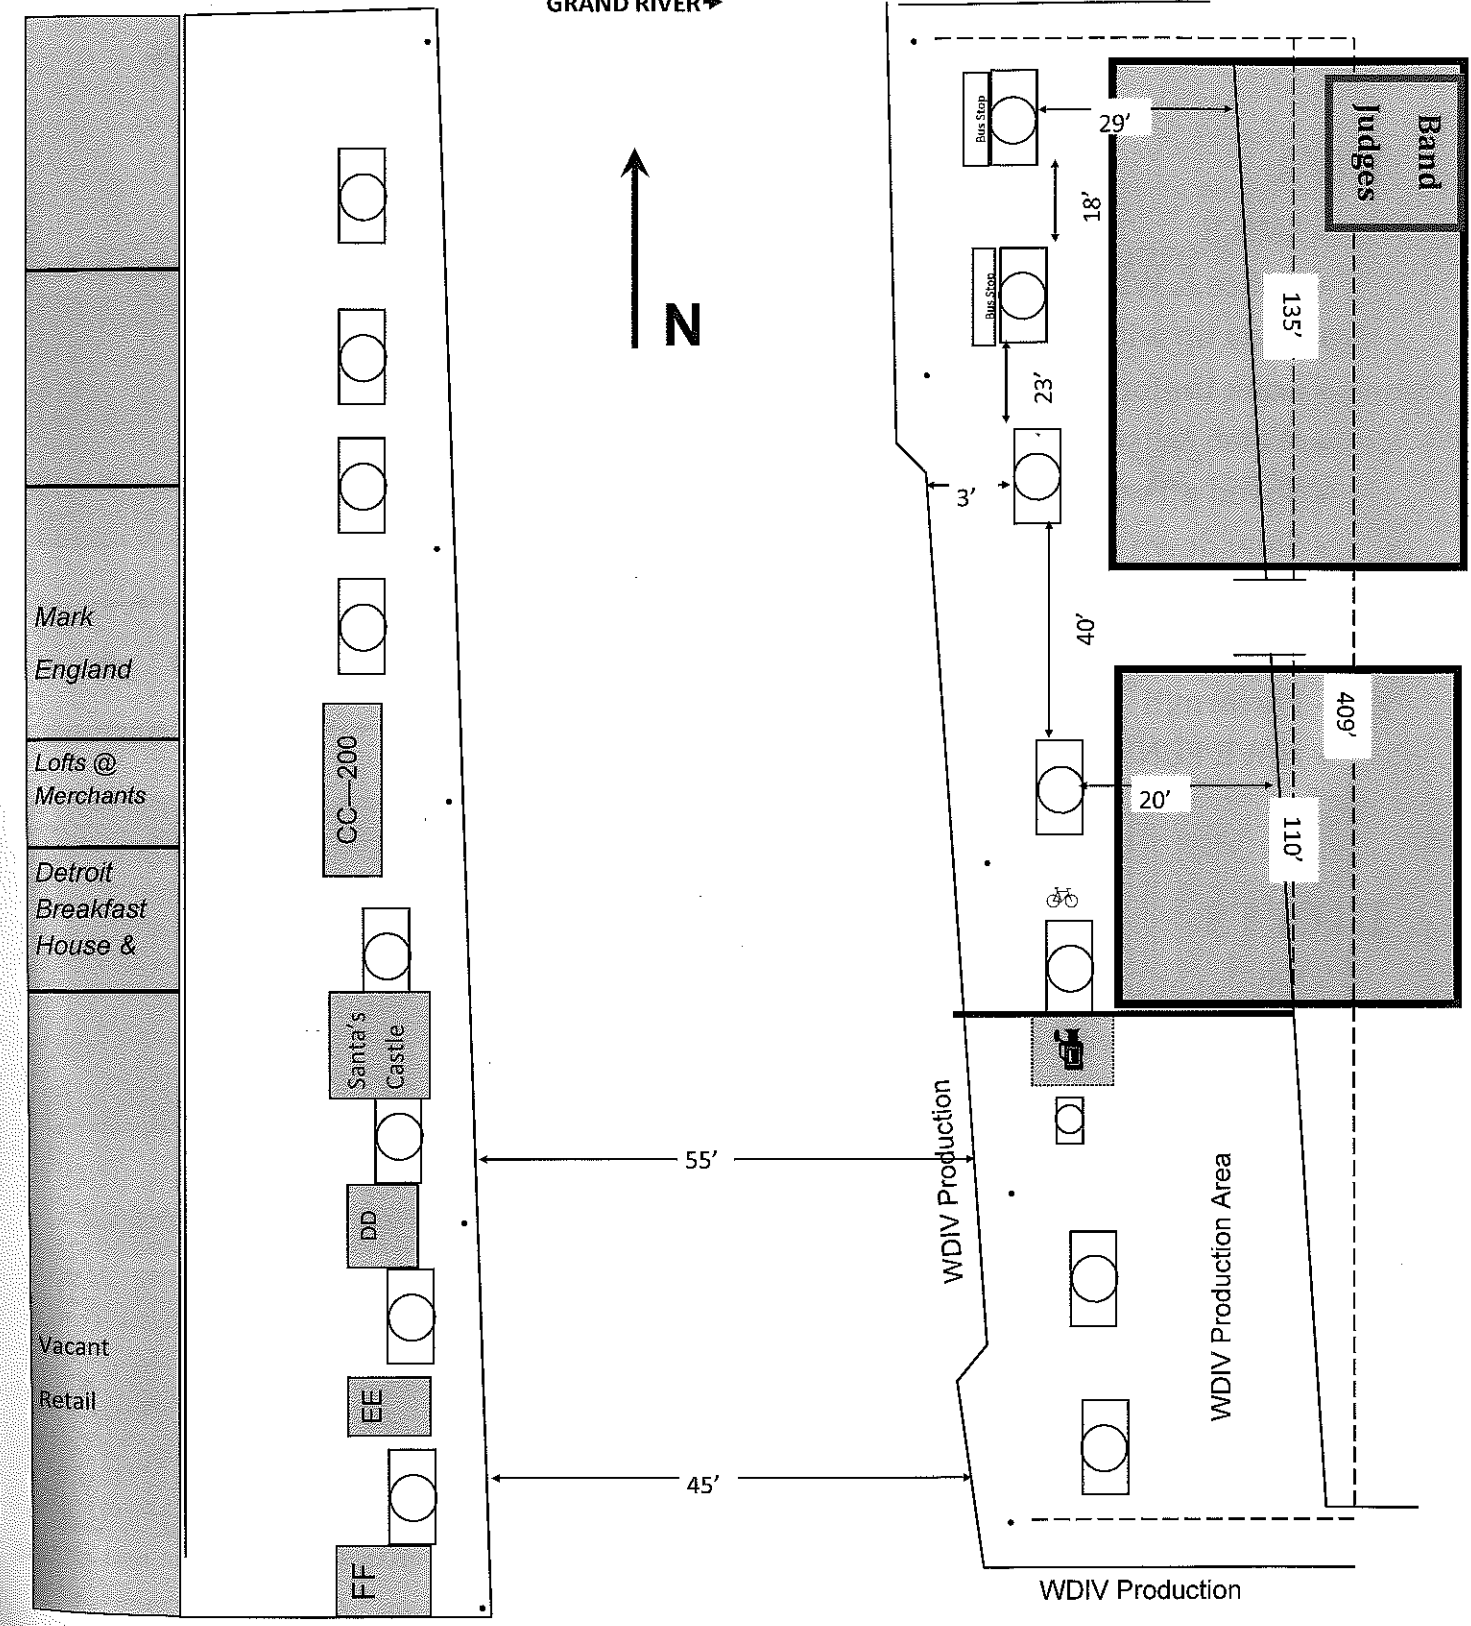 GRAND RIVER
Bus Stop
29'
Band
Judges
18'
Bus Stop
N
135'
23'
3'
Mark
England
40'
409'
Lofts @
Merchants
CC—200
20'
110'
Detroit
Breakfast
House &
Santa's
Castle
55'
WDIV Production
WDIV Production Area
DD
Vacant
Retail
EE
45'
FF
WDIV Production